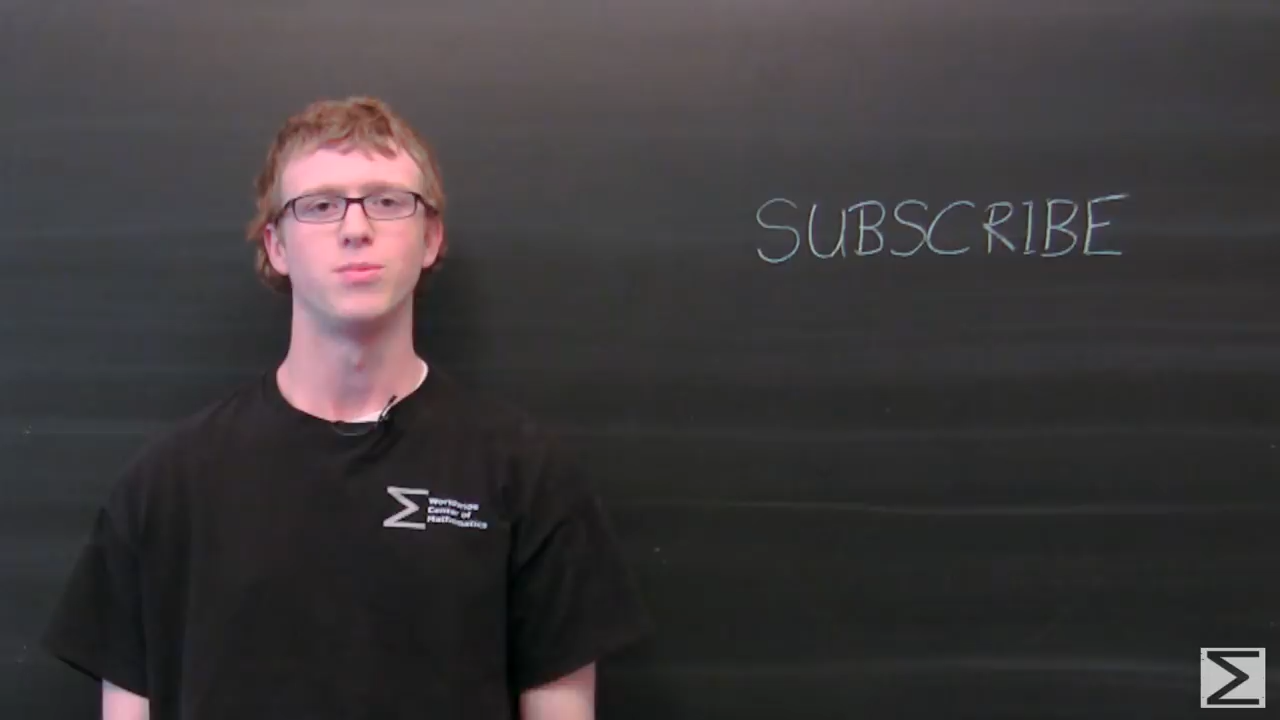 SUBSCRIBE
Σ Worldwide
Center of
Mathematics
Σ